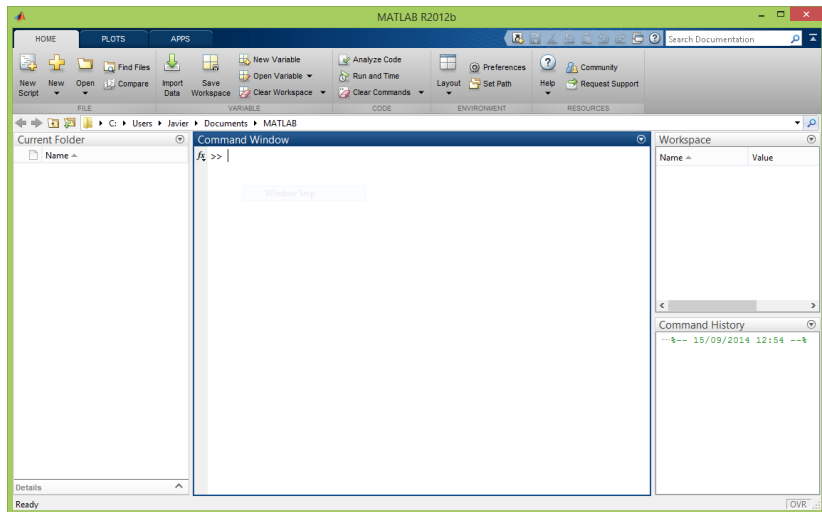 MATLAB R2012b
HOME PLOTS APPS Search Documentation
New Script New Open Find Files Compare Import Data Save Workspace New Variable Open Variable Clear Workspace Analyze Code Run and Time Clear Commands Layout Preferences Set Path Help Community Request Support
FILE VARIABLE CODE ENVIRONMENT RESOURCES
C: Users Javier Documents MATLAB
Current Folder
Name
Command Window
fx >>
Window Snip
Workspace
Name Value
Command History
%-- 15/09/2014 12:54 --%
Details
Ready OVR